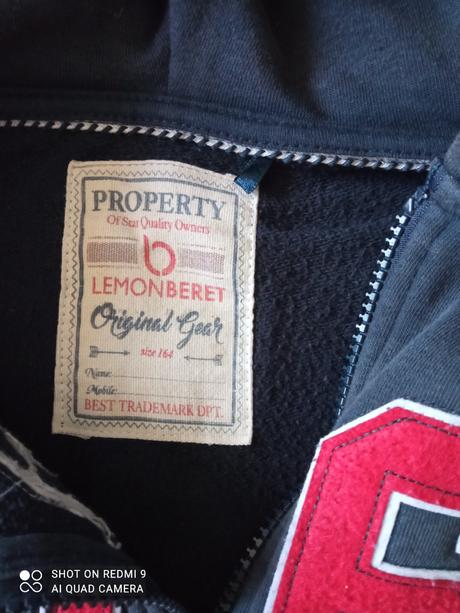 PROPERTY
Of Star Quality Owners
b
LEMONBERET
Original Gear
size 164
Name:
Mobile:
BEST TRADEMARK DPT.
SHOT ON REDMI 9
AI QUAD CAMERA